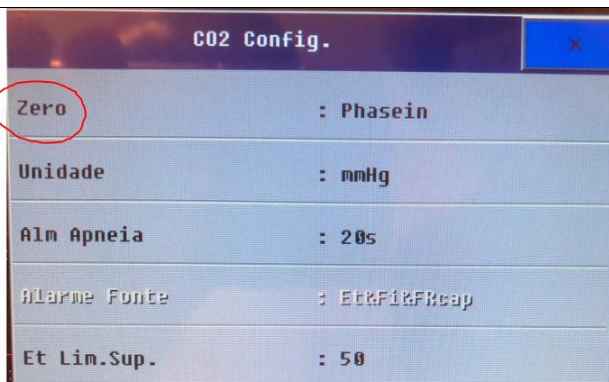 CO2 Config.
×
Zero : Phasein
Unidade : mmHg
Alm Apneia : 20s
Alarme Fonte : Et&Fi&FRcap
Et Lim.Sup. : 50